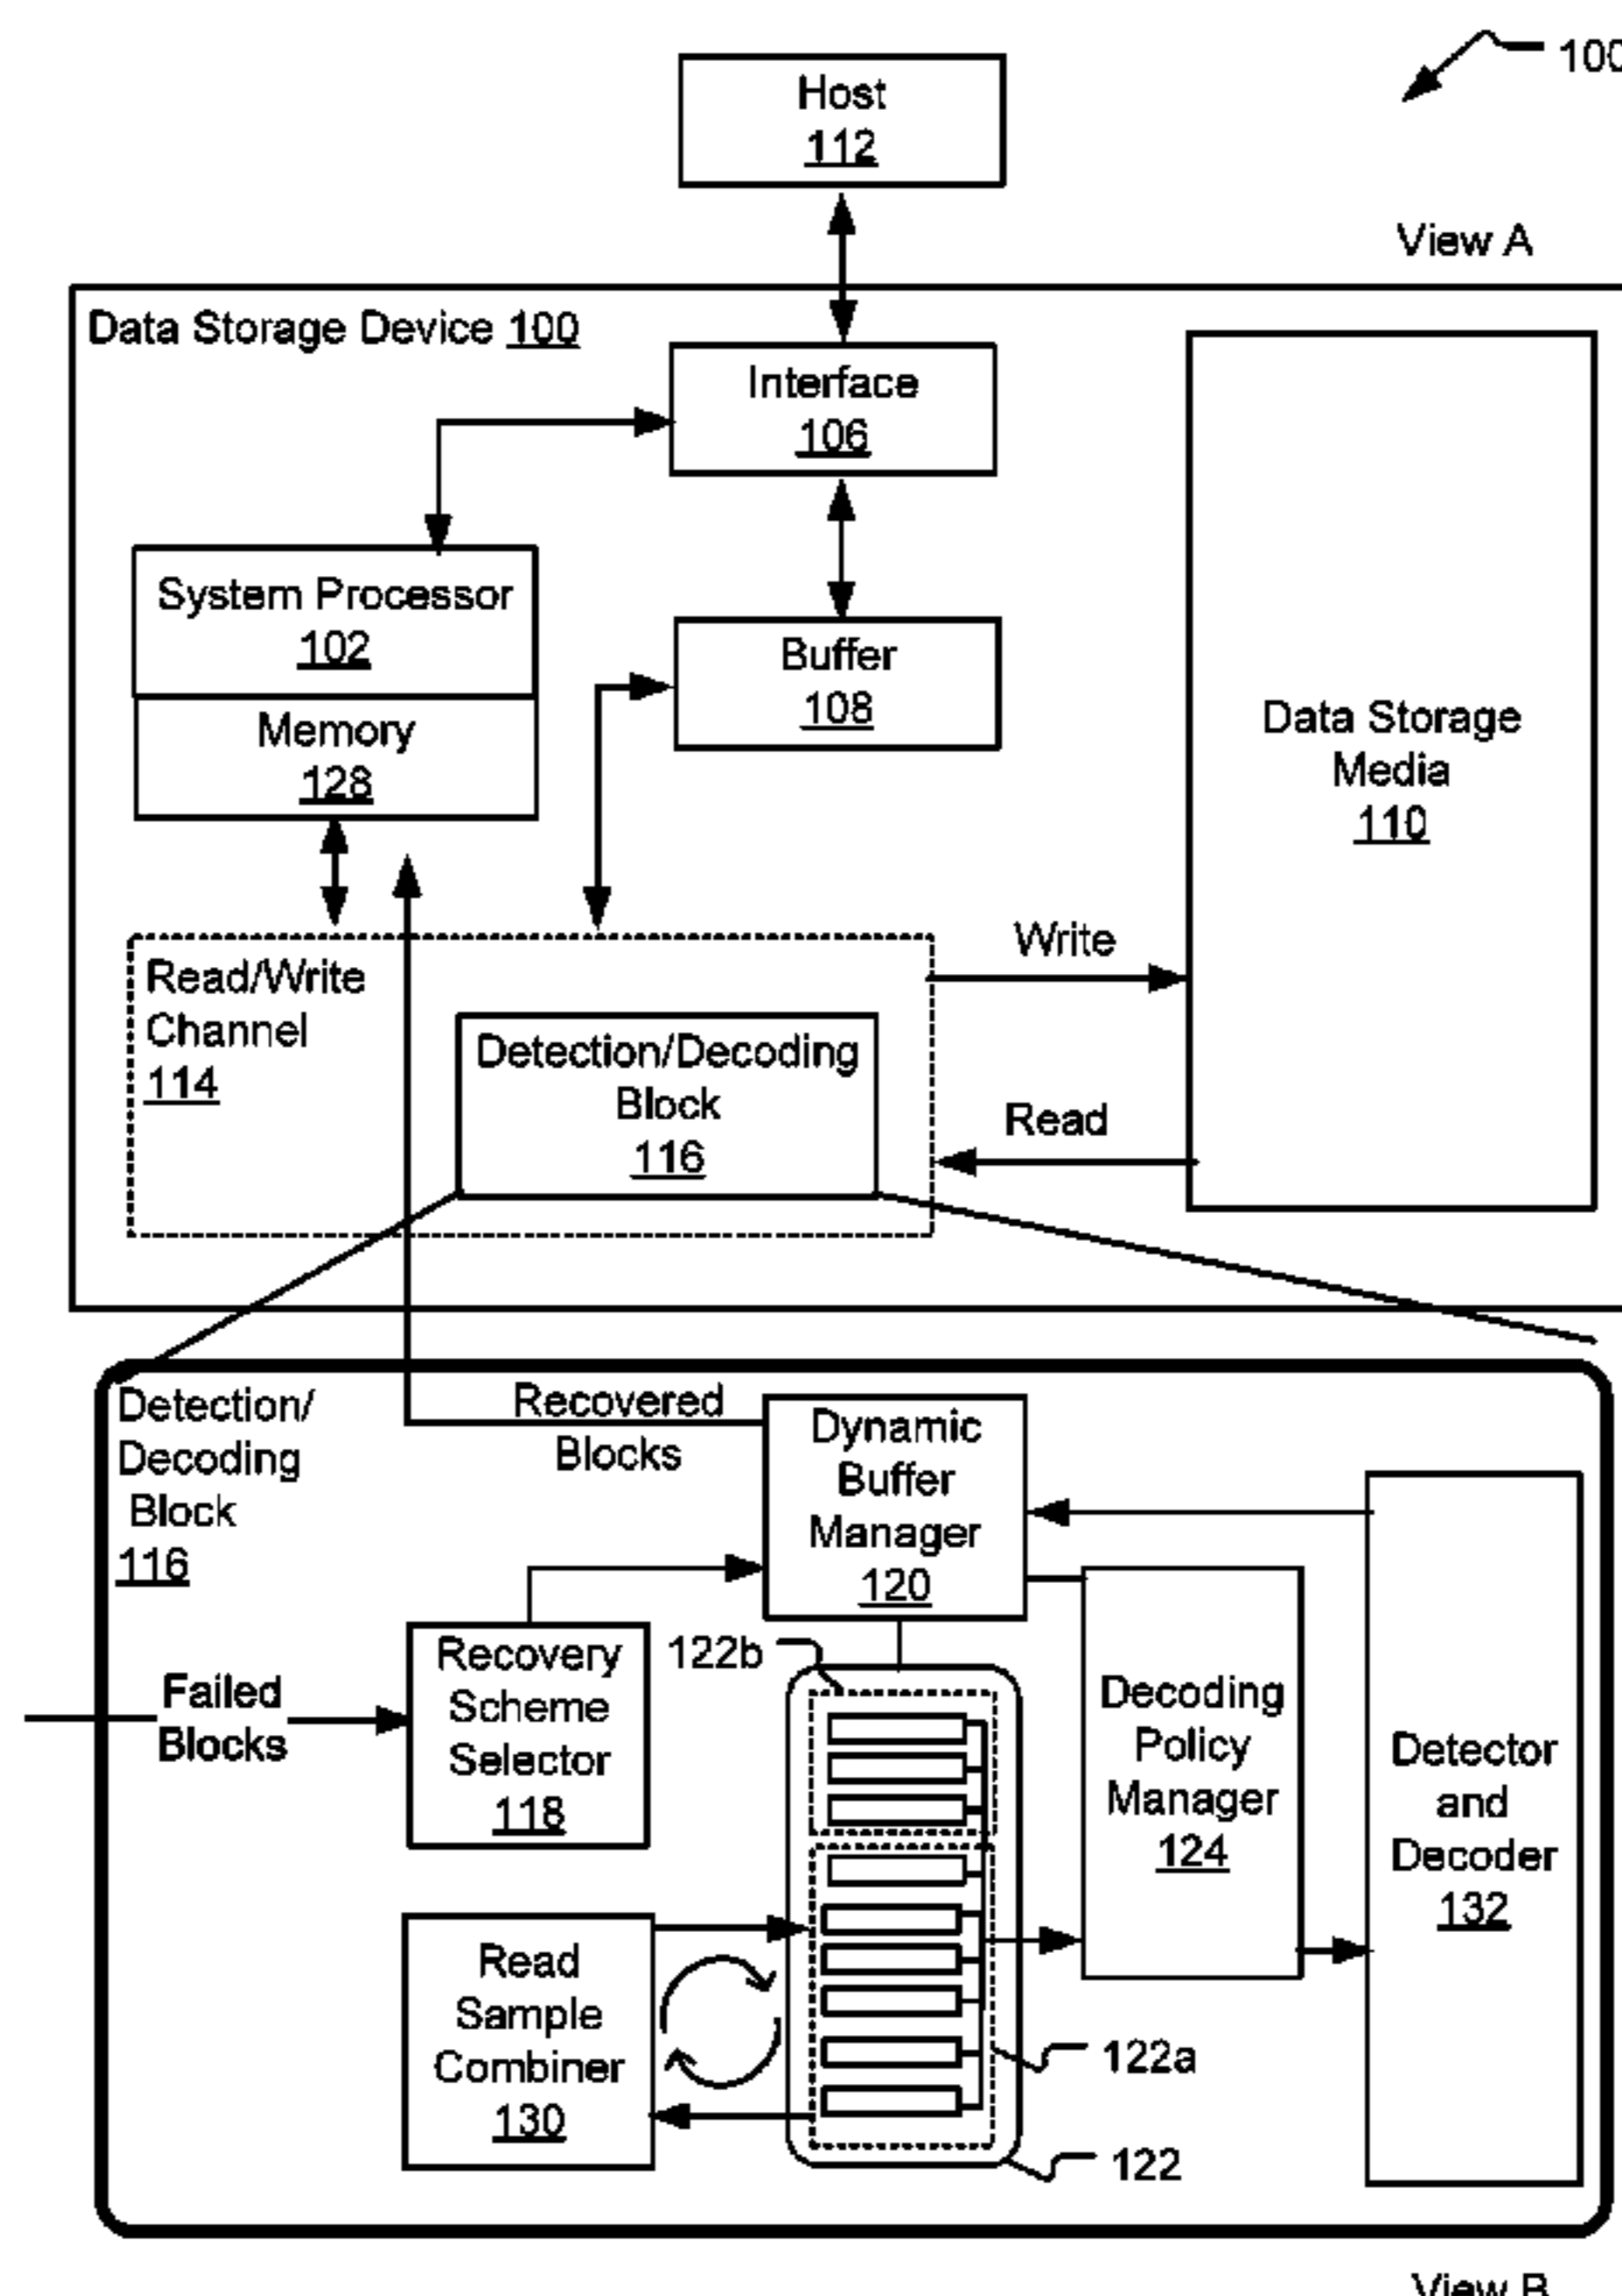 100
Host
112
View A
Data Storage Device 100
Interface
106
System Processor
102
Memory
128
Buffer
108
Data Storage
Media
110
Read/Write
Channel
114
Detection/Decoding
Block
116
Write
Read
Detection/
Decoding
Block
116
Recovered
Blocks
Dynamic
Buffer
Manager
120
Failed
Blocks
Recovery
Scheme
Selector
118
122b
Decoding
Policy
Manager
124
Detector
and
Decoder
132
Read
Sample
Combiner
130
122a
122
View B